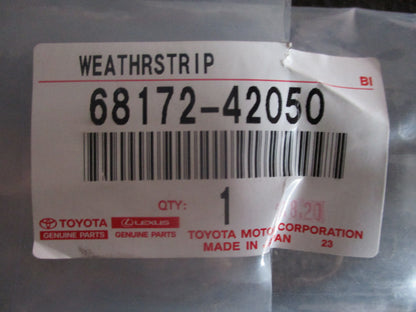 WEATHRSTRIP
BI
68172-42050
QTY: 1
TOYOTA LEXUS
GENUINE PARTS GENUINE PARTS
TOYOTA MOTOR CORPORATION
MADE IN JAPAN 23